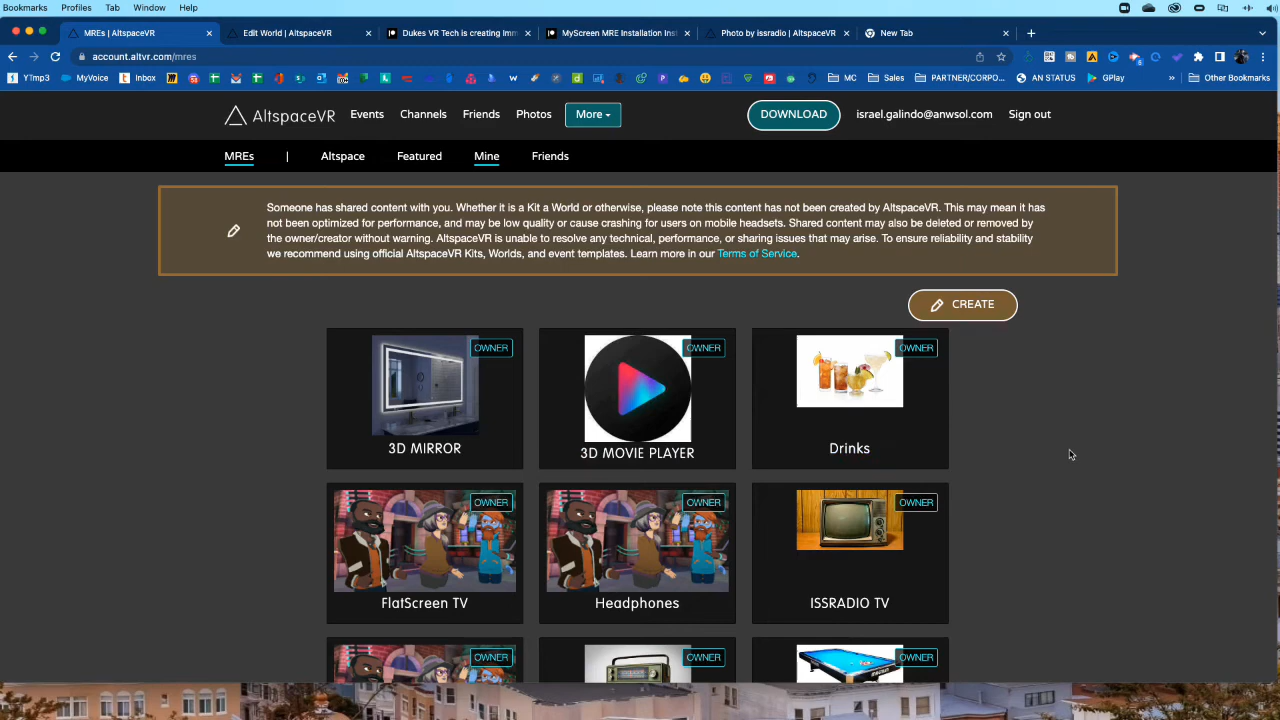 Bookmarks Profiles Tab Window Help
MREs | AltspaceVR
Edit World | AltspaceVR
Dukes VR Tech is creating Imm
MyScreen MRE Installation Inst
Photo by issradio | AltspaceVR
New Tab
account.altvr.com/mres
YTmp3 MyVoice Inbox MC Sales PARTNER/CORPO... AN STATUS GPlay » Other Bookmarks
AltspaceVR Events Channels Friends Photos More DOWNLOAD israel.galindo@anwsol.com Sign out
MREs | Altspace Featured Mine Friends
Someone has shared content with you. Whether it is a Kit a World or otherwise, please note this content has not been created by AltspaceVR. This may mean it has
not been optimized for performance, and may be low quality or cause crashing for users on mobile headsets. Shared content may also be deleted or removed by
the owner/creator without warning. AltspaceVR is unable to resolve any technical, performance, or sharing issues that may arise. To ensure reliability and stability
we recommend using official AltspaceVR Kits, Worlds, and event templates. Learn more in our Terms of Service.
CREATE
OWNER OWNER OWNER
3D MIRROR 3D MOVIE PLAYER Drinks
OWNER OWNER OWNER
FlatScreen TV Headphones ISSRADIO TV
OWNER OWNER OWNER